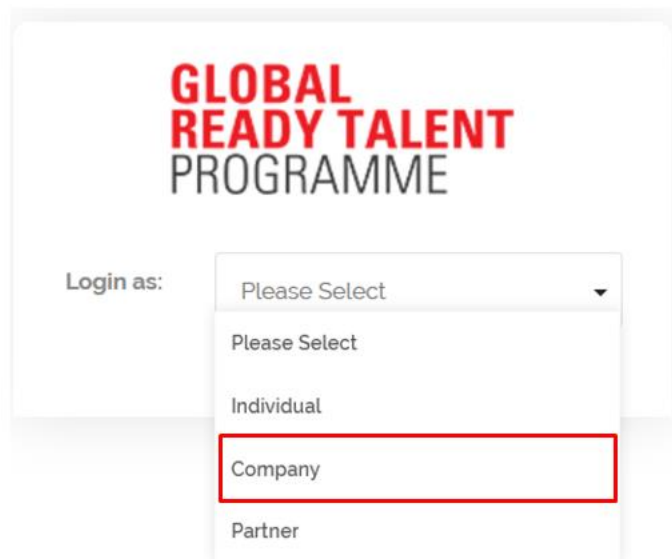 GLOBAL
READY TALENT
PROGRAMME
Login as:
Please Select
Please Select
Individual
Company
Partner